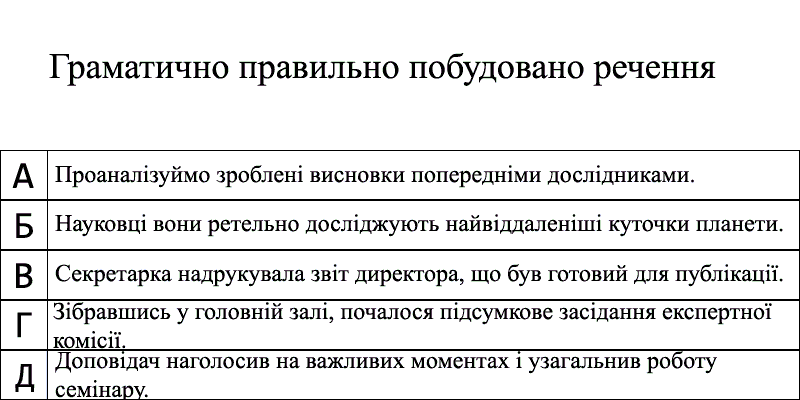 Граматично правильно побудовано речення
А Проаналізуймо зроблені висновки попередніми дослідниками.
Б Науковці вони ретельно досліджують найвіддаленіші куточки планети.
В Секретарка надрукувала звіт директора, що був готовий для публікації.
Г Зібравшись у головній залі, почалося підсумкове засідання експертної
комісії.
Д Доповідач наголосив на важливих моментах і узагальнив роботу
семінару.